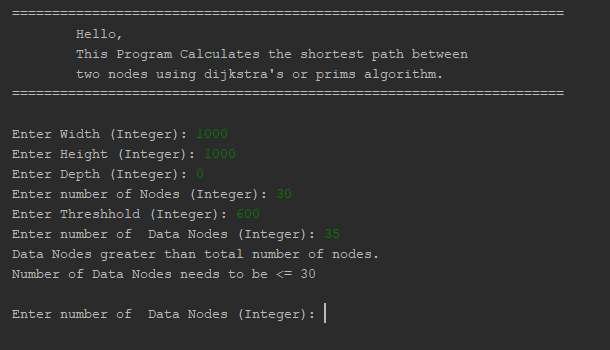 =====================================================================
Hello,
This Program Calculates the shortest path between
two nodes using dijkstra's or prims algorithm.
=====================================================================
Enter Width (Integer): 1000
Enter Height (Integer): 1000
Enter Depth (Integer): 0
Enter number of Nodes (Integer): 30
Enter Threshhold (Integer): 600
Enter number of  Data Nodes (Integer): 35
Data Nodes greater than total number of nodes.
Number of Data Nodes needs to be <= 30
Enter number of  Data Nodes (Integer):